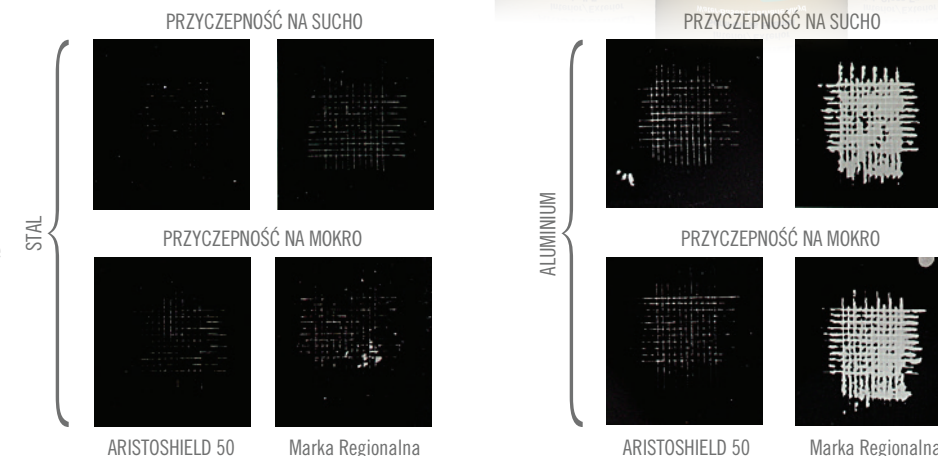 PRZYCZEPNOŚĆ NA SUCHO
STAL
PRZYCZEPNOŚĆ NA MOKRO
ARISTOSHIELD 50
Marka Regionalna
PRZYCZEPNOŚĆ NA SUCHO
ALUMINIUM
PRZYCZEPNOŚĆ NA MOKRO
ARISTOSHIELD 50
Marka Regionalna